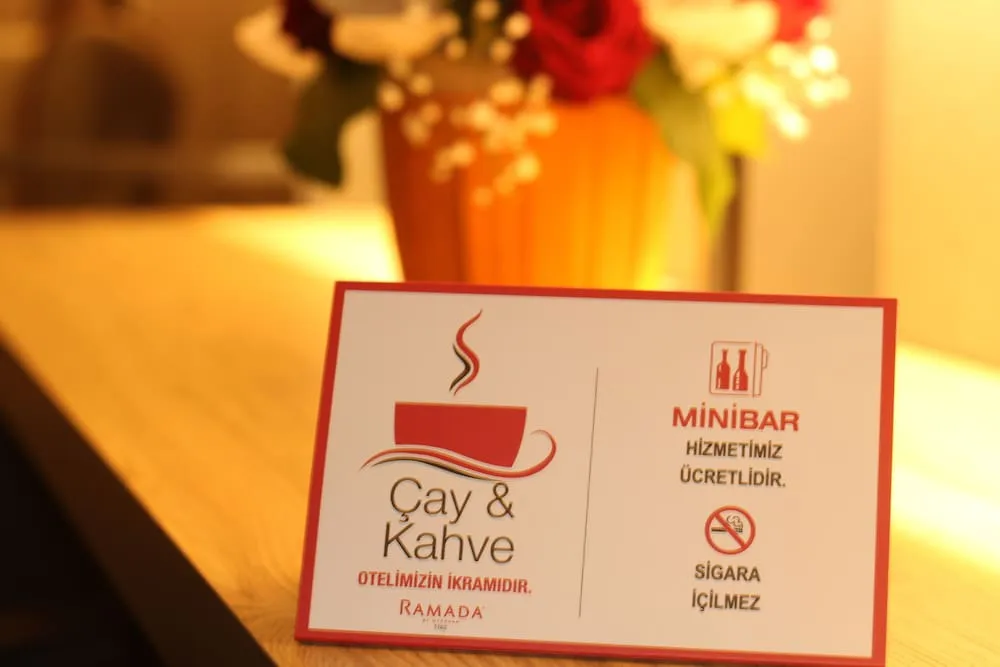 Çay &
Kahve
OTELİMİZİN İKRAMIDIR.
RAMADA
MİNİBAR
HİZMETİMİZ
ÜCRETLİDİR.
SİGARA
İÇİLMEZ